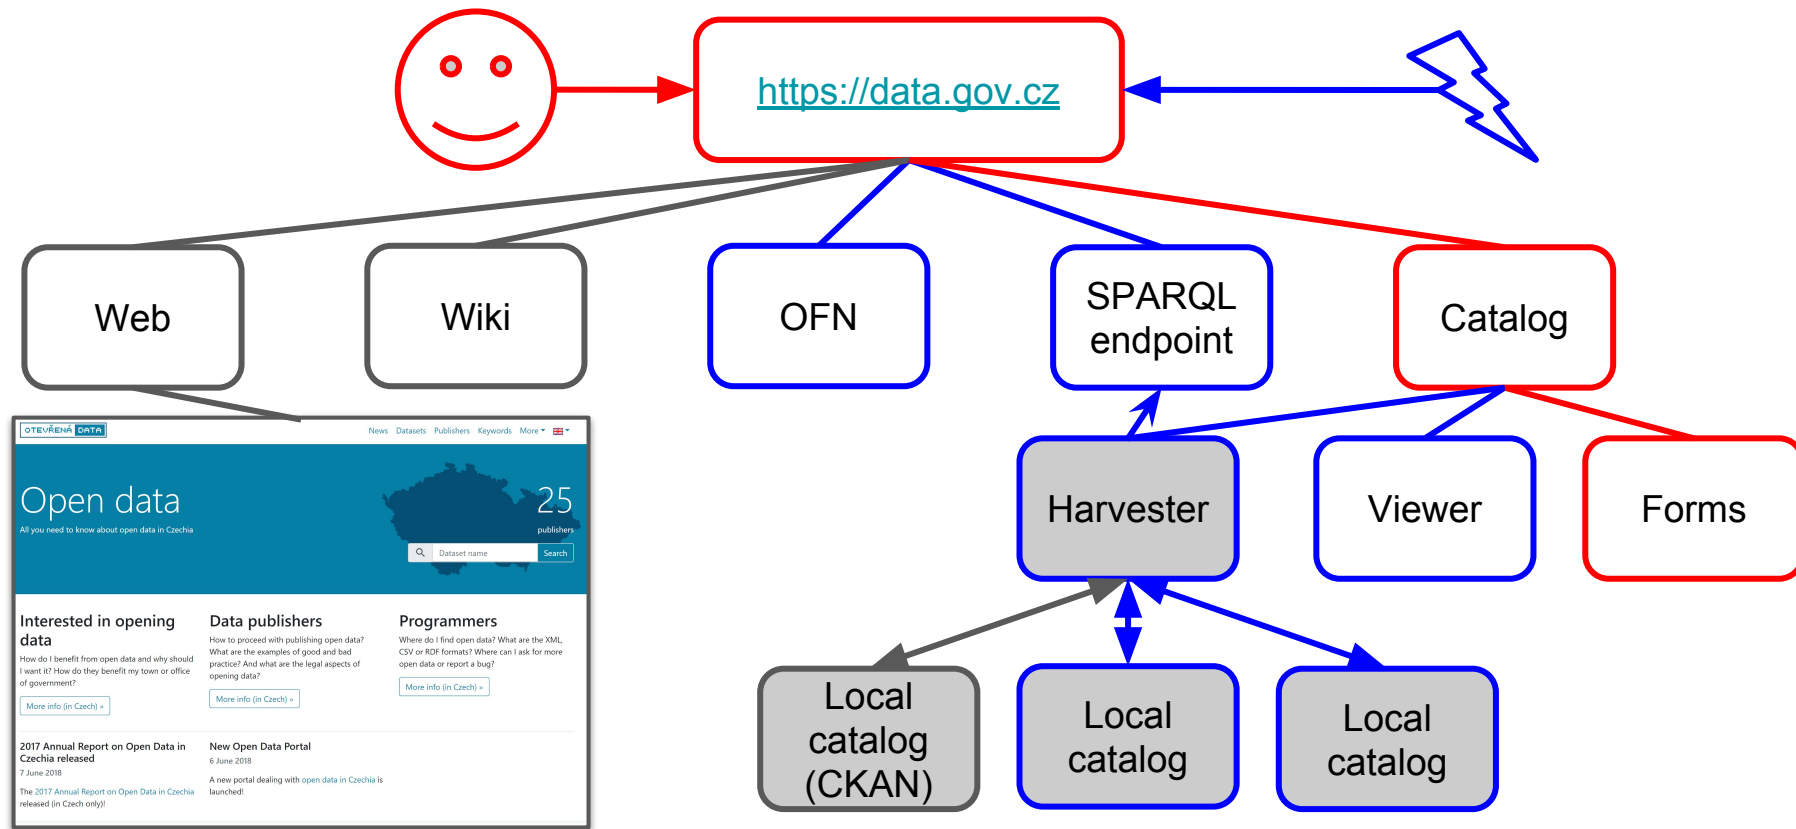 https://data.gov.cz
Web
Wiki
OFN
SPARQL
endpoint
Catalog
Harvester
Viewer
Forms
Local
catalog
(CKAN)
Local
catalog
Local
catalog
OTEVŘENÁ DATA
News Datasets Publishers Keywords More
Open data
All you need to know about open data in Czechia
25
publishers
Dataset name Search
Interested in opening
data
How do I benefit from open data and why should
I want it? How do they benefit my town or office
of government?
More info (in Czech) »
Data publishers
How to proceed with publishing open data?
What are the examples of good and bad
practice? And what are the legal aspects of
opening data?
More info (in Czech) »
Programmers
Where do I find open data? What are the XML,
CSV or RDF formats? Where can I ask for more
open data or report a bug?
More info (in Czech) »
2017 Annual Report on Open Data in
Czechia released
7 June 2018
The 2017 Annual Report on Open Data in Czechia
released (in Czech only)!
New Open Data Portal
6 June 2018
A new portal dealing with open data in Czechia is
launched!